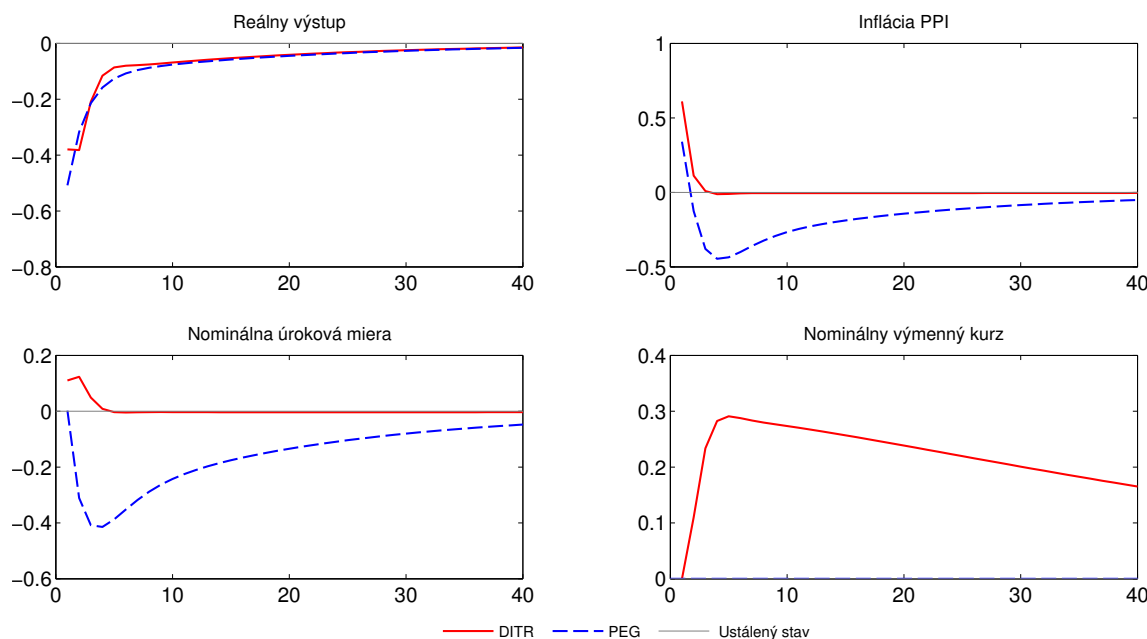 Reálny výstup
0
−0.2
−0.4
−0.6
−0.8
0 10 20 30 40
Inflácia PPI
1
0.5
0
−0.5
0 10 20 30 40
Nominálna úroková miera
0.2
0
−0.2
−0.4
−0.6
0 10 20 30 40
Nominálny výmenný kurz
0.4
0.3
0.2
0.1
0
0 10 20 30 40
DITR PEG Ustálený stav